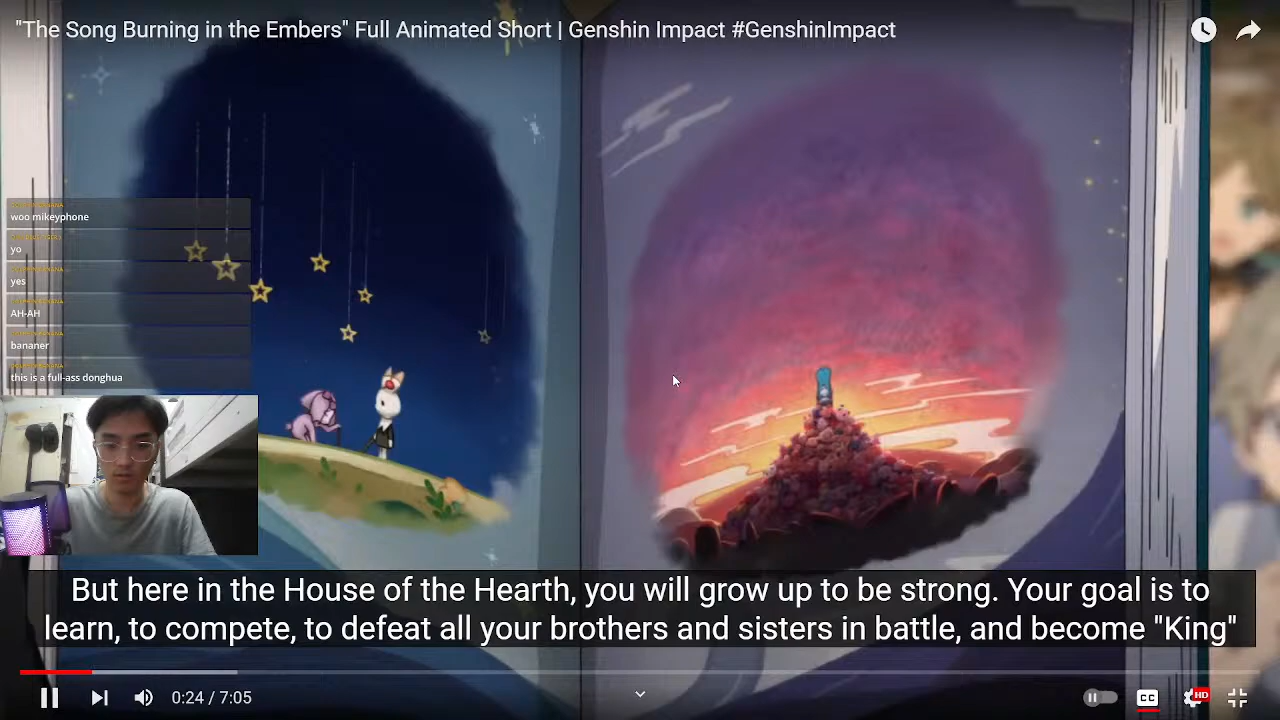 "The Song Burning in the Embers" Full Animated Short | Genshin Impact #GenshinImpact
woo mikeyphone
yo
yes
AH-AH
bananer
this is a full-ass donghua
But here in the House of the Hearth, you will grow up to be strong. Your goal is to
learn, to compete, to defeat all your brothers and sisters in battle, and become "King"
0:24 / 7:05
CC
HD